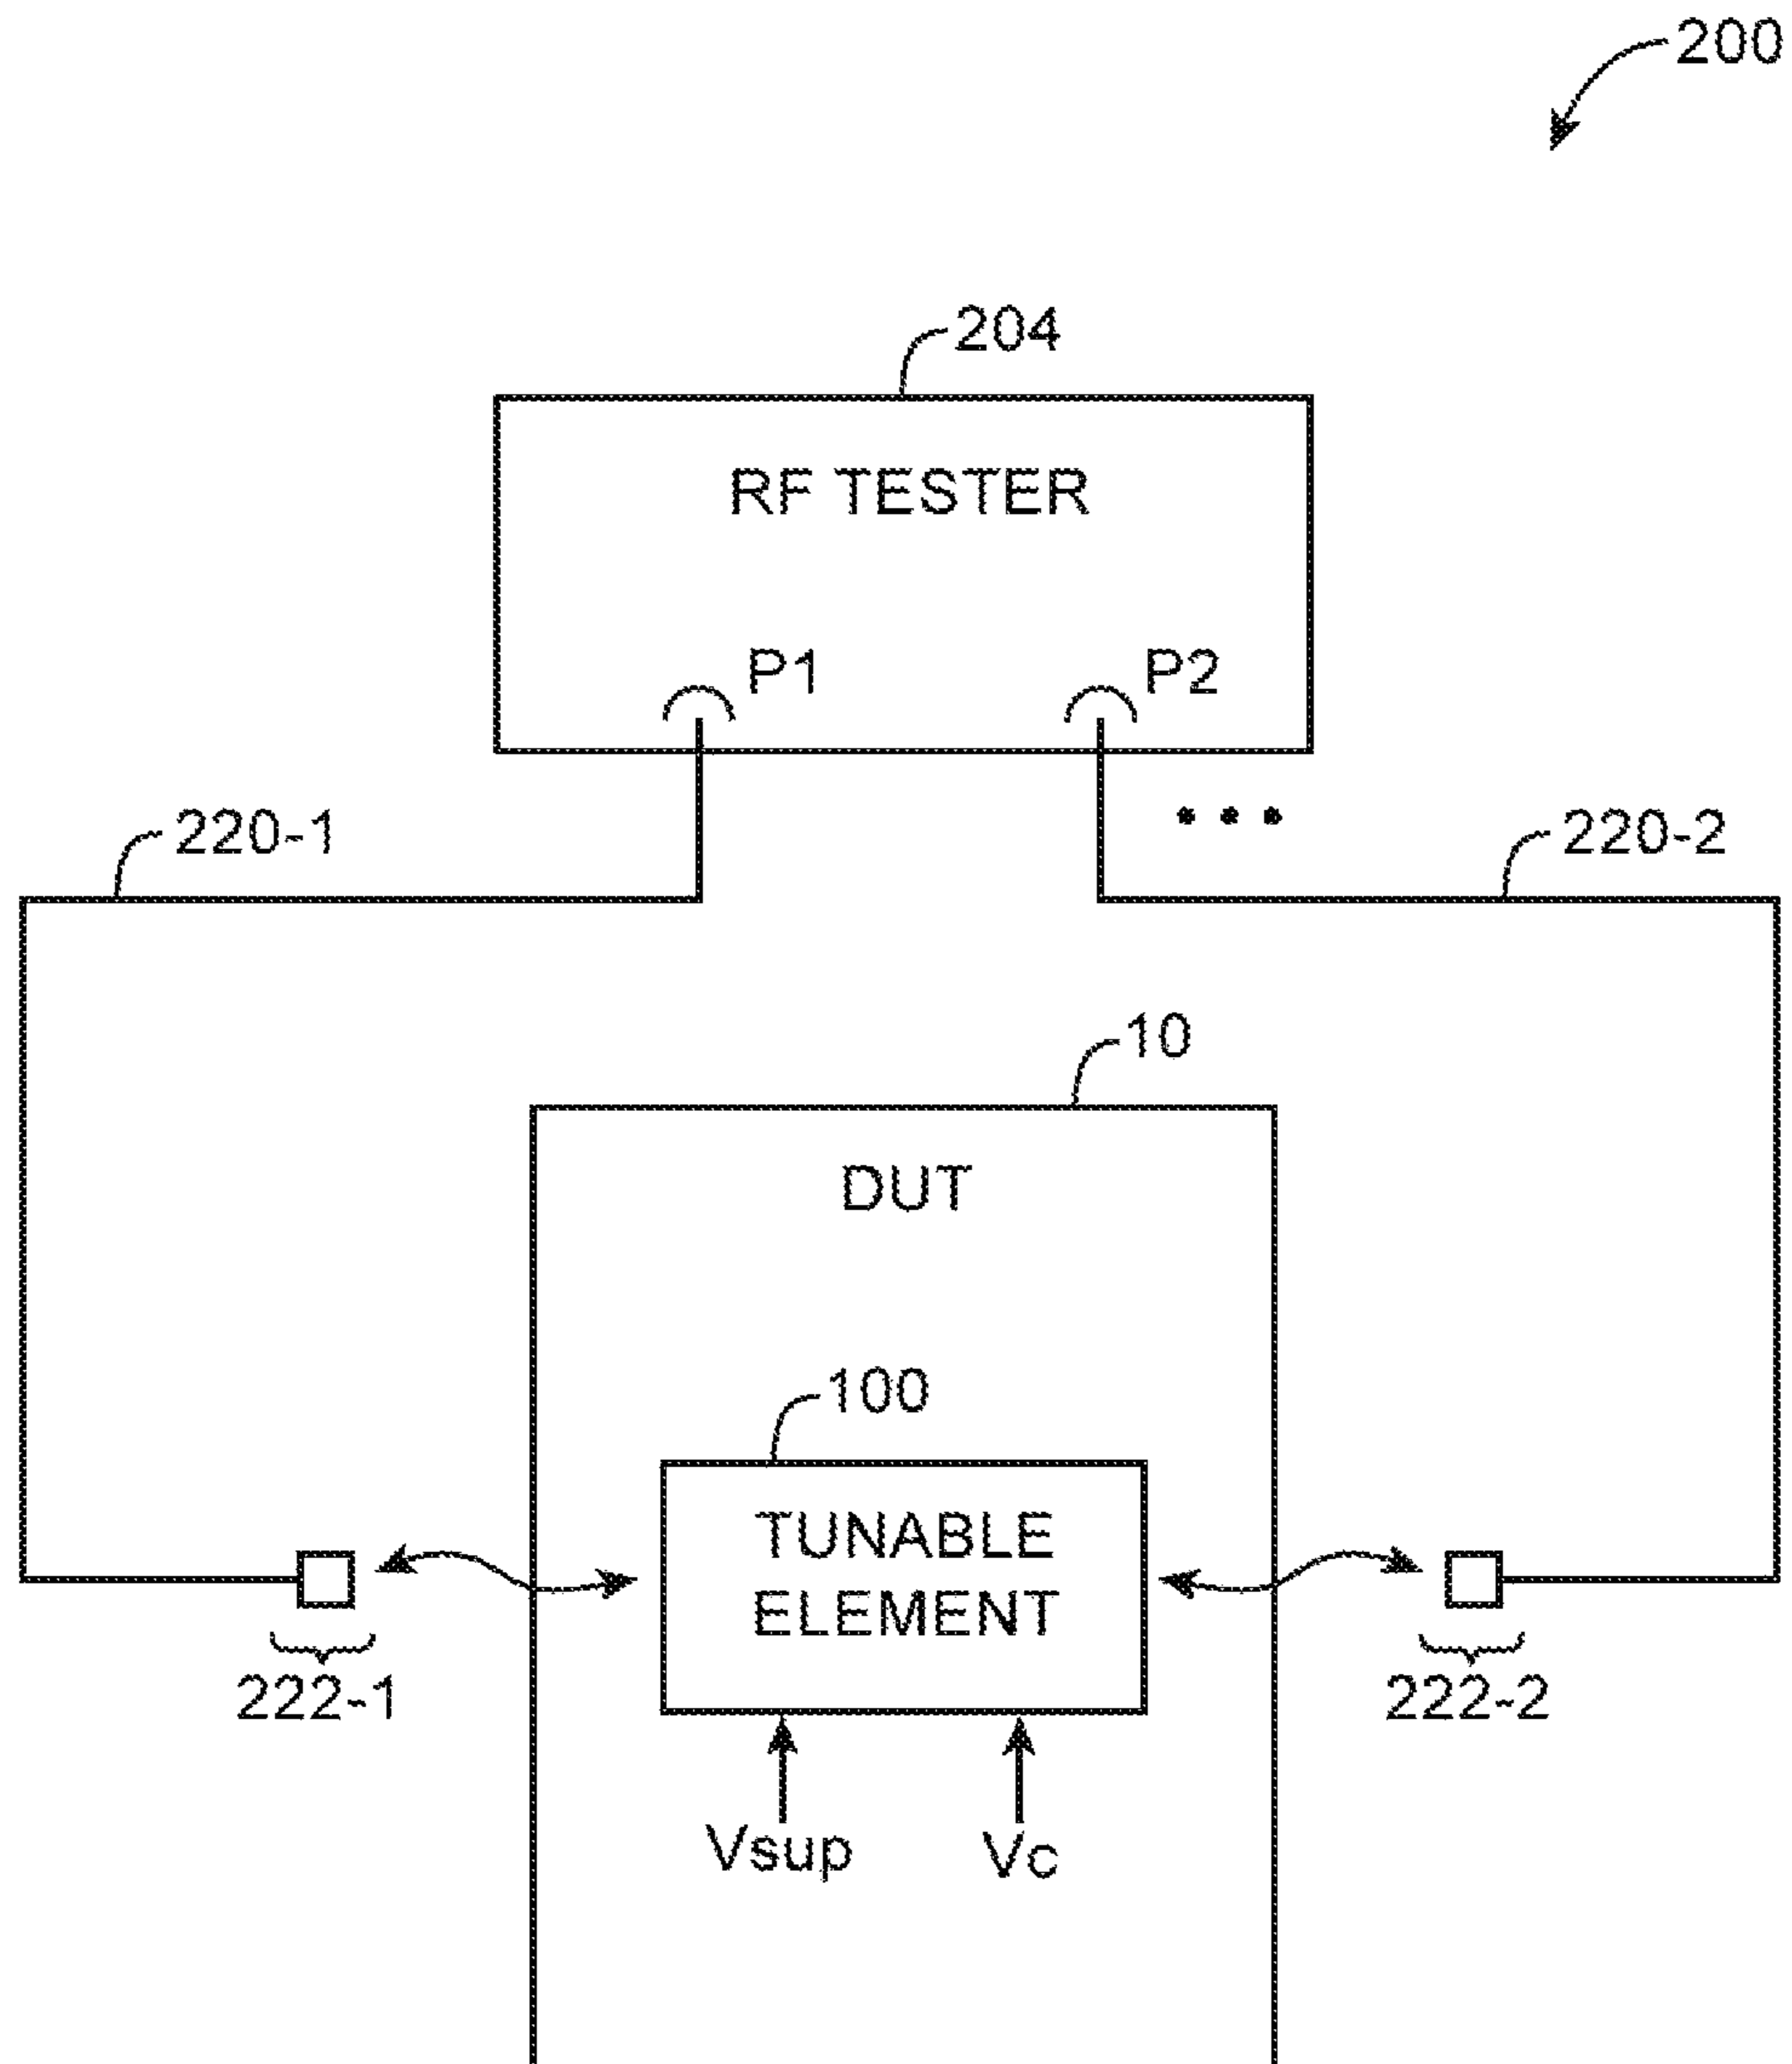 200
204
RF TESTER
P1
P2
220-1
...
220-2
10
DUT
100
TUNABLE
ELEMENT
222-1
222-2
Vsup
Vc